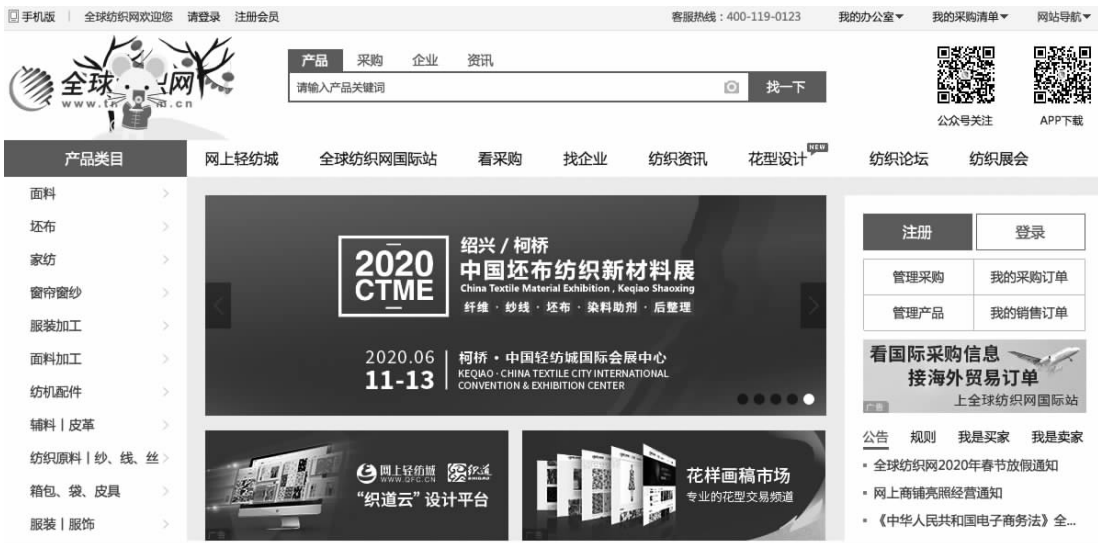 手机版 全球纺织网欢迎您 请登录 注册会员 客服热线：400-119-0123 我的办公室 我的采购清单 网站导航
产品 采购 企业 资讯
请输入产品关键词 找一下
公众号关注 APP下载
产品类目 网上轻纺城 全球纺织网国际站 看采购 找企业 纺织资讯 花型设计 NEW 纺织论坛 纺织展会
面料
坯布
家纺
窗帘窗纱
服装加工
面料加工
纺机配件
辅料 | 皮革
纺织原料 | 纱、线、丝
箱包、袋、皮具
服装 | 服饰
2020
CTME
绍兴 / 柯桥
中国坯布纺织新材料展
China Textile Material Exhibition , Keqiao Shaoxing
纤维 · 纱线 · 坯布 · 染料助剂 · 后整理
2020.06
11-13
柯桥 · 中国轻纺城国际会展中心
KEQIAO · CHINA TEXTILE CITY INTERNATIONAL
CONVENTION & EXHIBITION CENTER
网上轻纺城 织道
WWW.QFC.CN
“织道云”设计平台
花样画稿市场
专业的花型交易频道
注册 登录
管理采购 我的采购订单
管理产品 我的销售订单
看国际采购信息
接海外贸易订单
上全球纺织网国际站
广告
公告 规则 我是买家 我是卖家
全球纺织网2020年春节放假通知
网上商铺亮照经营通知
《中华人民共和国电子商务法》全...